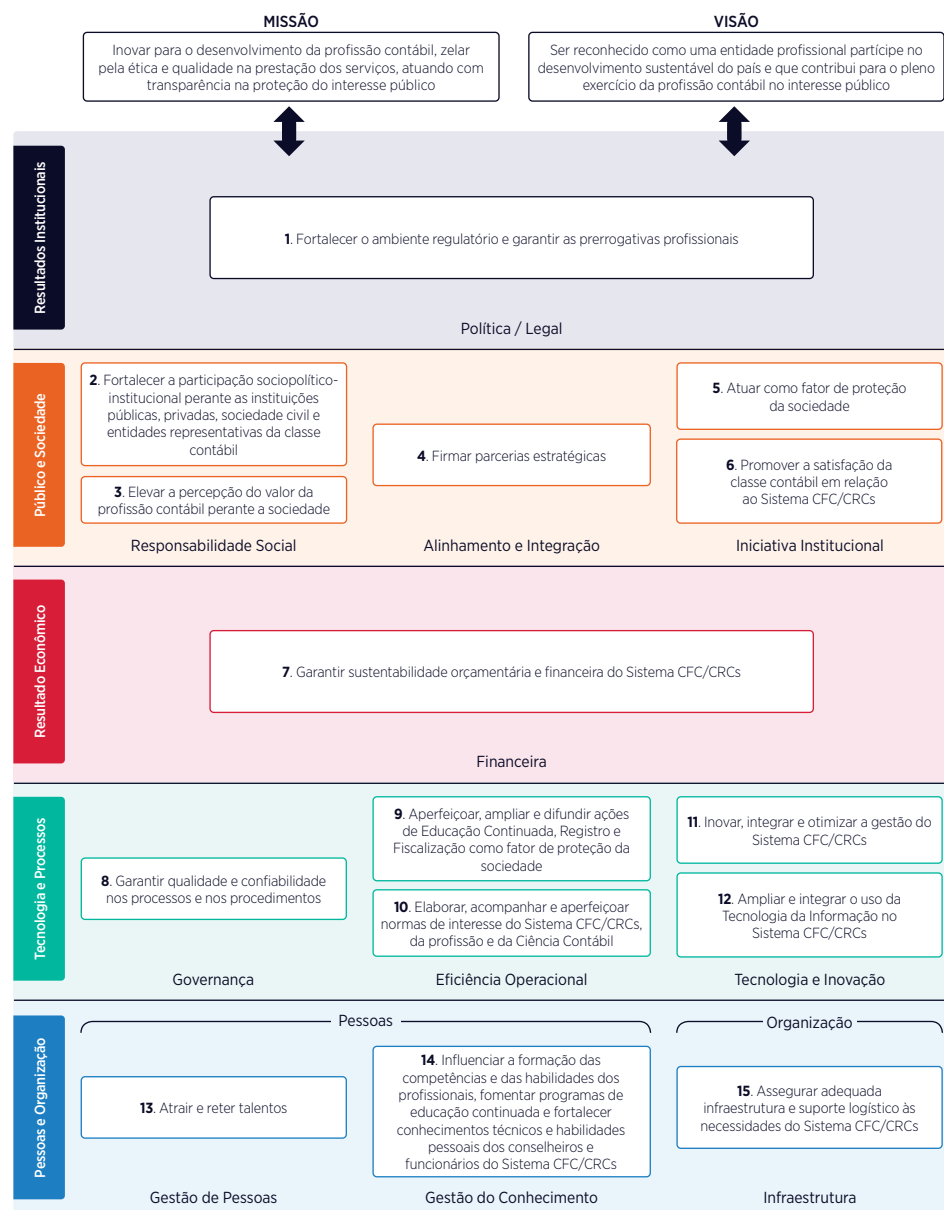 MISSÃO
Inovar para o desenvolvimento da profissão contábil, zelar
pela ética e qualidade na prestação dos serviços, atuando com
transparência na proteção do interesse público
VISÃO
Ser reconhecido como uma entidade profissional partícipe no
desenvolvimento sustentável do país e que contribui para o pleno
exercício da profissão contábil no interesse público
Resultados Institucionais
1. Fortalecer o ambiente regulatório e garantir as prerrogativas profissionais
Política / Legal
Público e Sociedade
2. Fortalecer a participação sociopolítico-
institucional perante as instituições
públicas, privadas, sociedade civil e
entidades representativas da classe
contábil
3. Elevar a percepção do valor da
profissão contábil perante a sociedade
Responsabilidade Social
4. Firmar parcerias estratégicas
Alinhamento e Integração
5. Atuar como fator de proteção
da sociedade
6. Promover a satisfação da
classe contábil em relação
ao Sistema CFC/CRCs
Iniciativa Institucional
Resultado Econômico
7. Garantir sustentabilidade orçamentária e financeira do Sistema CFC/CRCs
Financeira
Tecnologia e Processos
8. Garantir qualidade e confiabilidade
nos processos e nos procedimentos
Governança
9. Aperfeiçoar, ampliar e difundir ações
de Educação Continuada, Registro e
Fiscalização como fator de proteção da
sociedade
10. Elaborar, acompanhar e aperfeiçoar
normas de interesse do Sistema CFC/CRCs,
da profissão e da Ciência Contábil
Eficiência Operacional
11. Inovar, integrar e otimizar a gestão do
Sistema CFC/CRCs
12. Ampliar e integrar o uso da
Tecnologia da Informação no
Sistema CFC/CRCs
Tecnologia e Inovação
Pessoas e Organização
Pessoas
13. Atrair e reter talentos
Gestão de Pessoas
14. Influenciar a formação das
competências e das habilidades dos
profissionais, fomentar programas de
educação continuada e fortalecer
conhecimentos técnicos e habilidades
pessoais dos conselheiros e
funcionários do Sistema CFC/CRCs
Gestão do Conhecimento
Organização
15. Assegurar adequada
infraestrutura e suporte logístico às
necesidades do Sistema CFC/CRCs
Infraestrutura